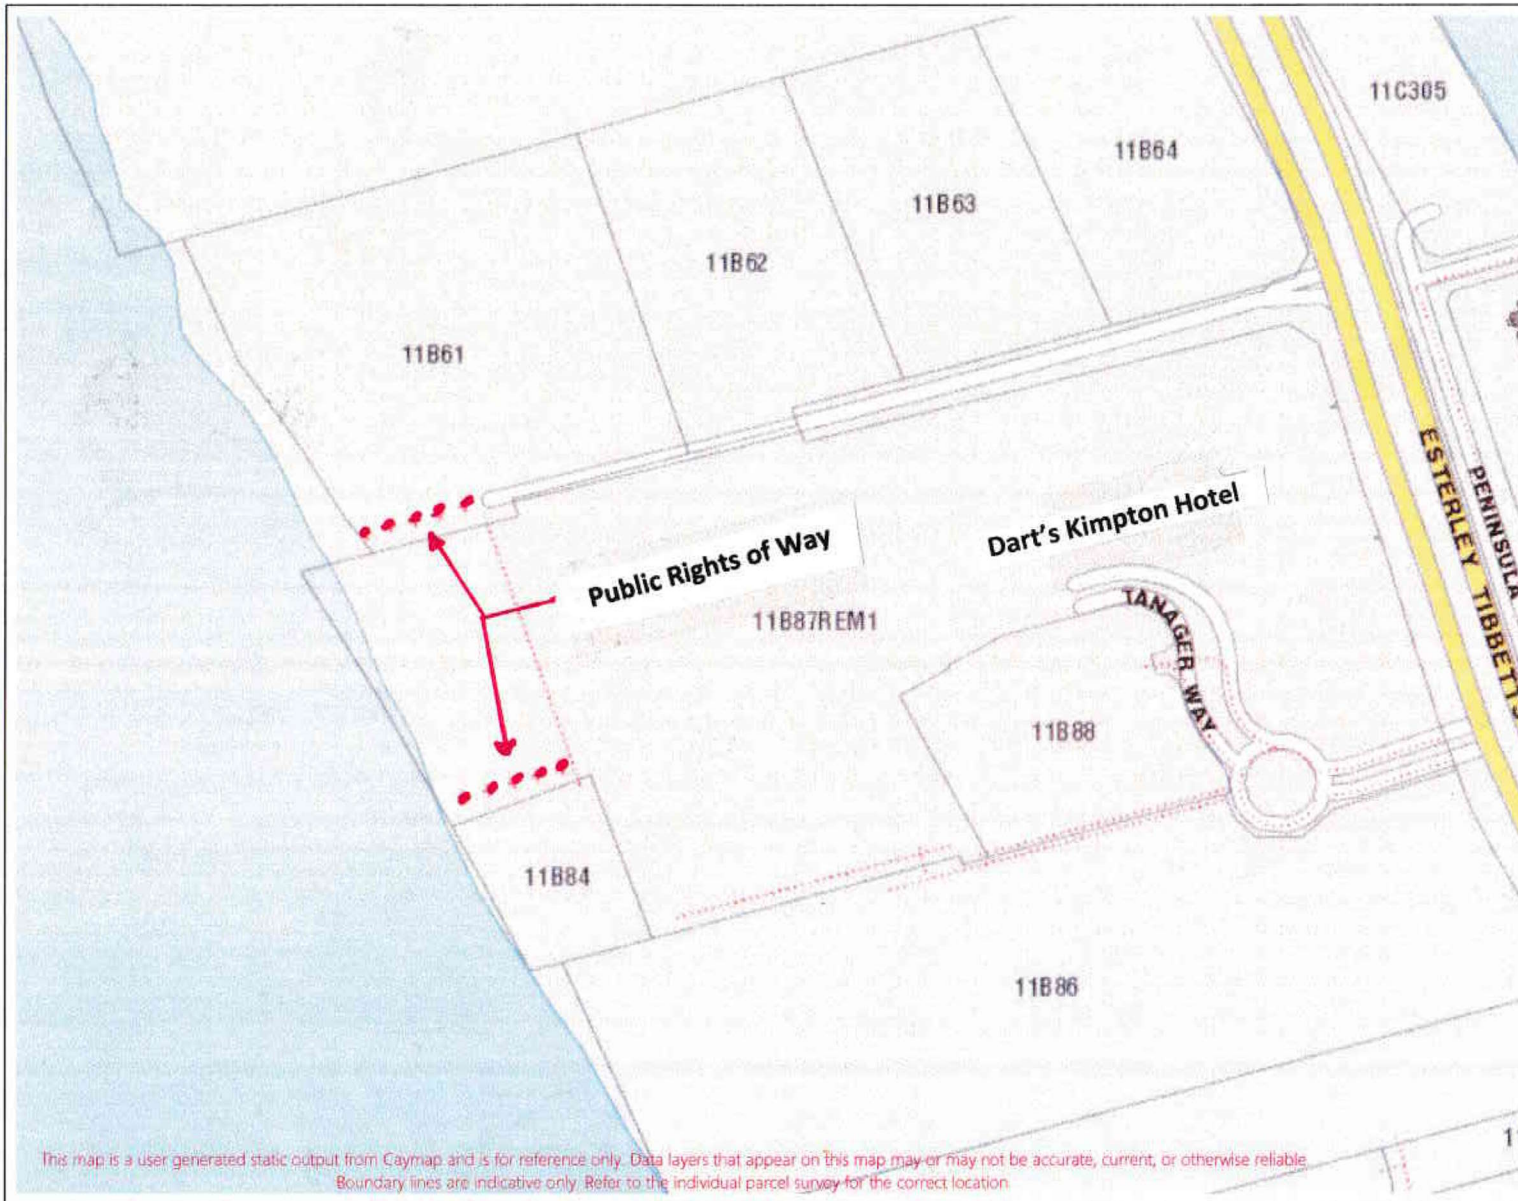 11C305
11B64
11B63
11B62
11B61
Dart's Kimpton Hotel
Public Rights of Way
11B87REM1
TANAGER WAY
ESTERLEY TIBBETTS
PENINSULA
11B88
11B84
11B86
This map is a user generated static output from Caymap and is for reference only. Data layers that appear on this map may or may not be accurate, current, or otherwise reliable
Boundary lines are indicative only. Refer to the individual parcel survey for the correct location.